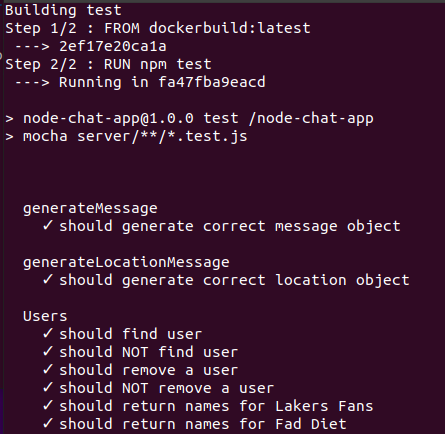 Building test
Step 1/2 : FROM dockerbuild:latest
 ---> 2ef17e20ca1a
Step 2/2 : RUN npm test
 ---> Running in fa47fba9eacd

> node-chat-app@1.0.0 test /node-chat-app
> mocha server/**/*.test.js

  generateMessage
    ✓ should generate correct message object

  generateLocationMessage
    ✓ should generate correct location object

  Users
    ✓ should find user
    ✓ should NOT find user
    ✓ should remove a user
    ✓ should NOT remove a user
    ✓ should return names for Lakers Fans
    ✓ should return names for Fad Diet